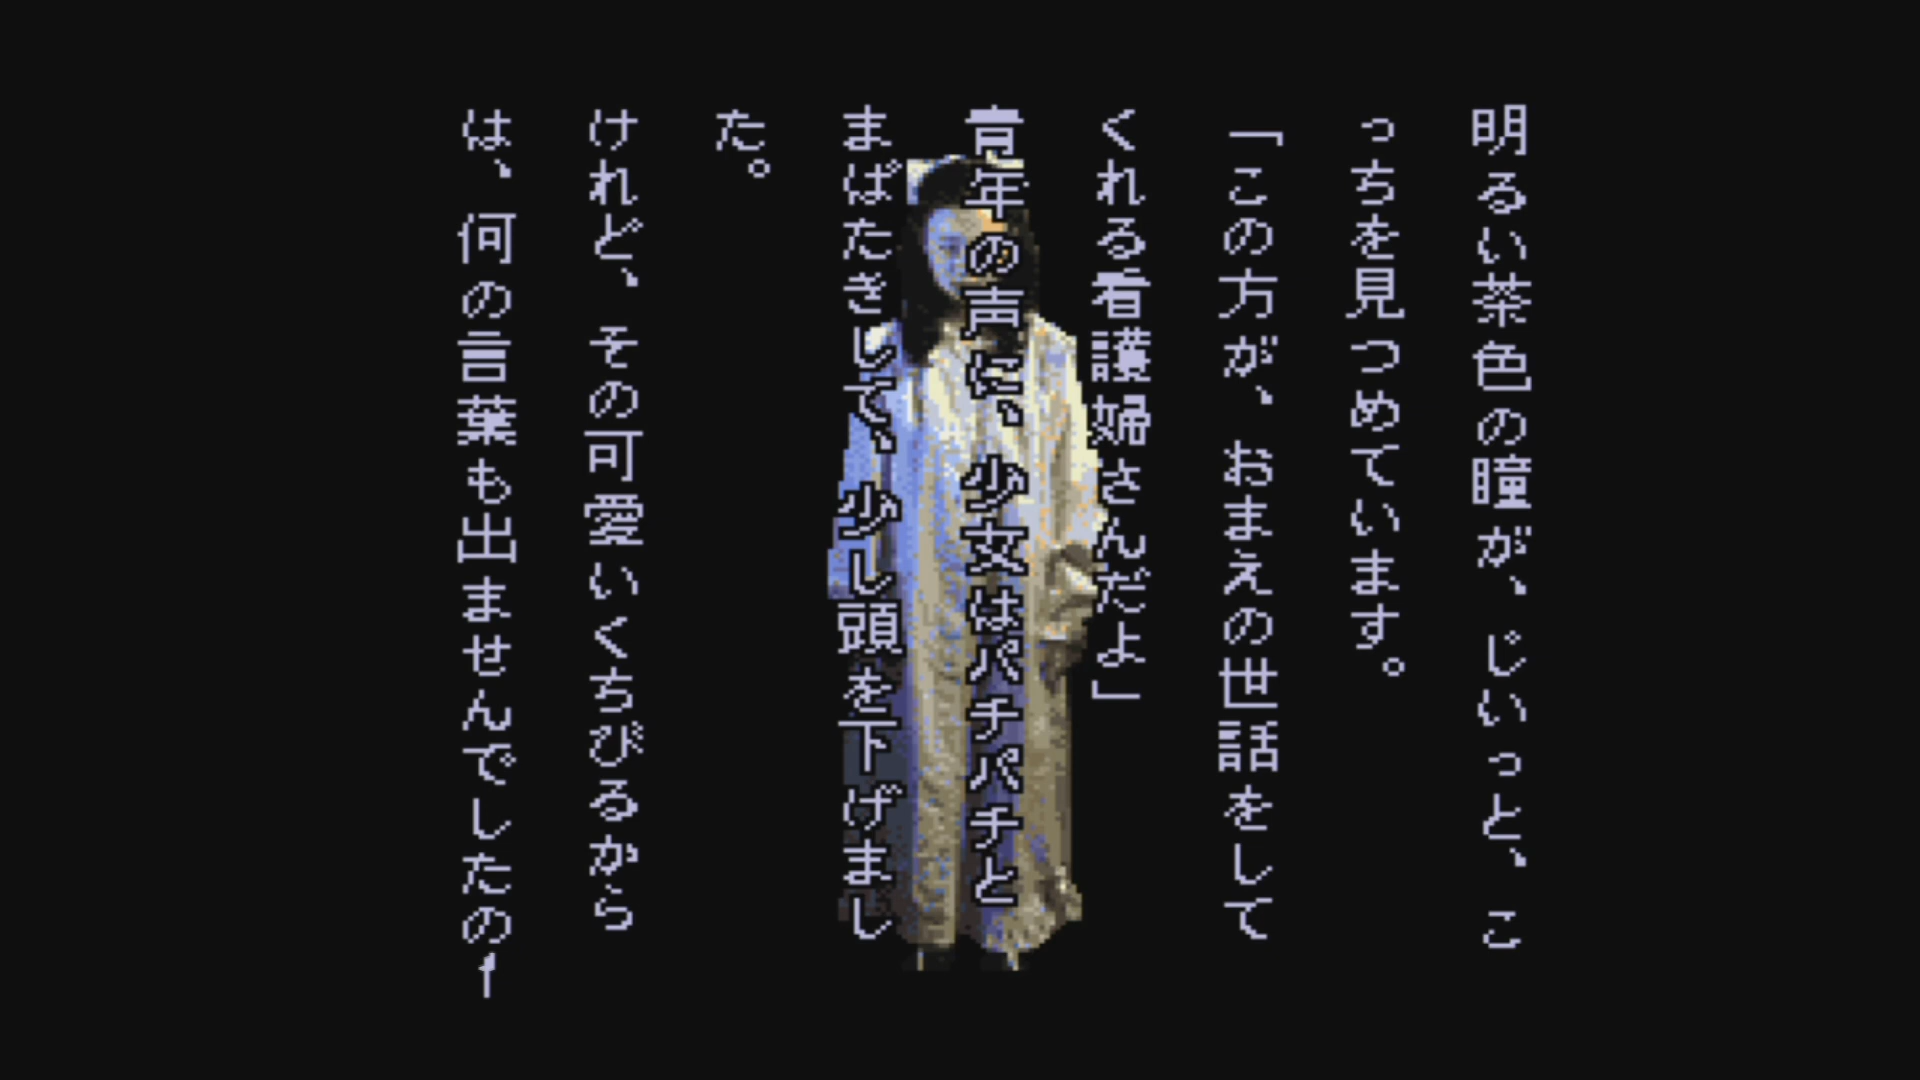 明るい茶色の瞳が、じいっと、こ
っちを見つめています。
「この方が、おまえの世話をして
くれる看護婦さんだよ」
青年の声に、少女はパチパチと
まばたきして、少し頭を下げまし
た。
けれど、その可愛いくちびるから
は、何の言葉も出ませんでしたの